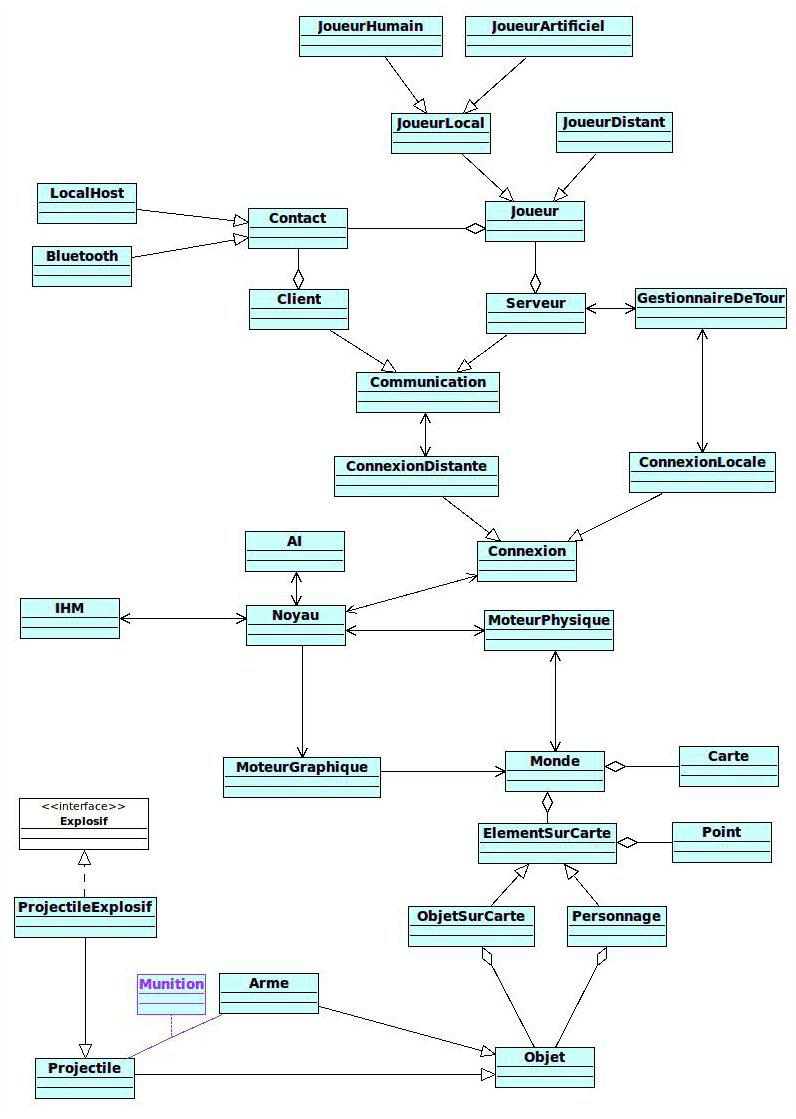 JoueurHumain
JoueurArtificiel
JoueurLocal
JoueurDistant
LocalHost
Contact
Joueur
Bluetooth
Client
Serveur
GestionnaireDeTour
Communication
ConnexionDistante
ConnexionLocale
AI
Connexion
IHM
Noyau
MoteurPhysique
MoteurGraphique
Monde
Carte
<<interface>>
Explosif
ElementSurCarte
Point
ProjectileExplosif
ObjetSurCarte
Personnage
Munition
Arme
Projectile
Objet